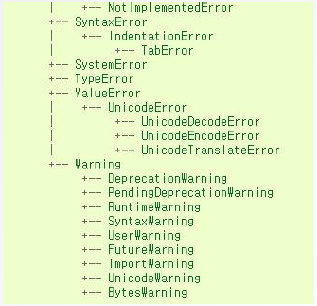 |    +-- NotImplementedError
+-- SyntaxError
|    +-- IndentationError
|         +-- TabError
+-- SystemError
+-- TypeError
+-- ValueError
|    +-- UnicodeError
|         +-- UnicodeDecodeError
|         +-- UnicodeEncodeError
|         +-- UnicodeTranslateError
+-- Warning
     +-- DeprecationWarning
     +-- PendingDeprecationWarning
     +-- RuntimeWarning
     +-- SyntaxWarning
     +-- UserWarning
     +-- FutureWarning
     +-- ImportWarning
     +-- UnicodeWarning
     +-- BytesWarning